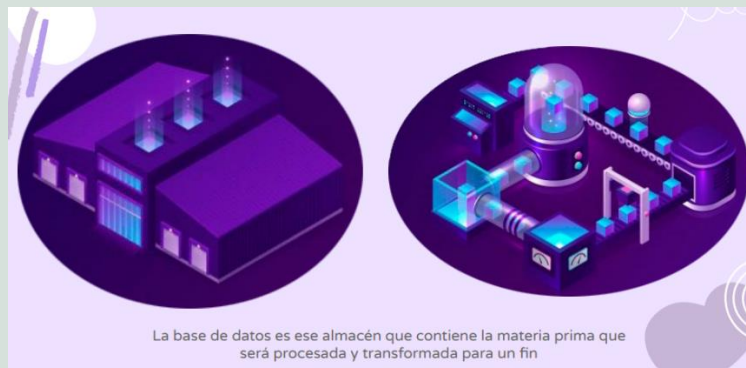 La base de datos es ese almacén que contiene la materia prima que
será procesada y transformada para un fin